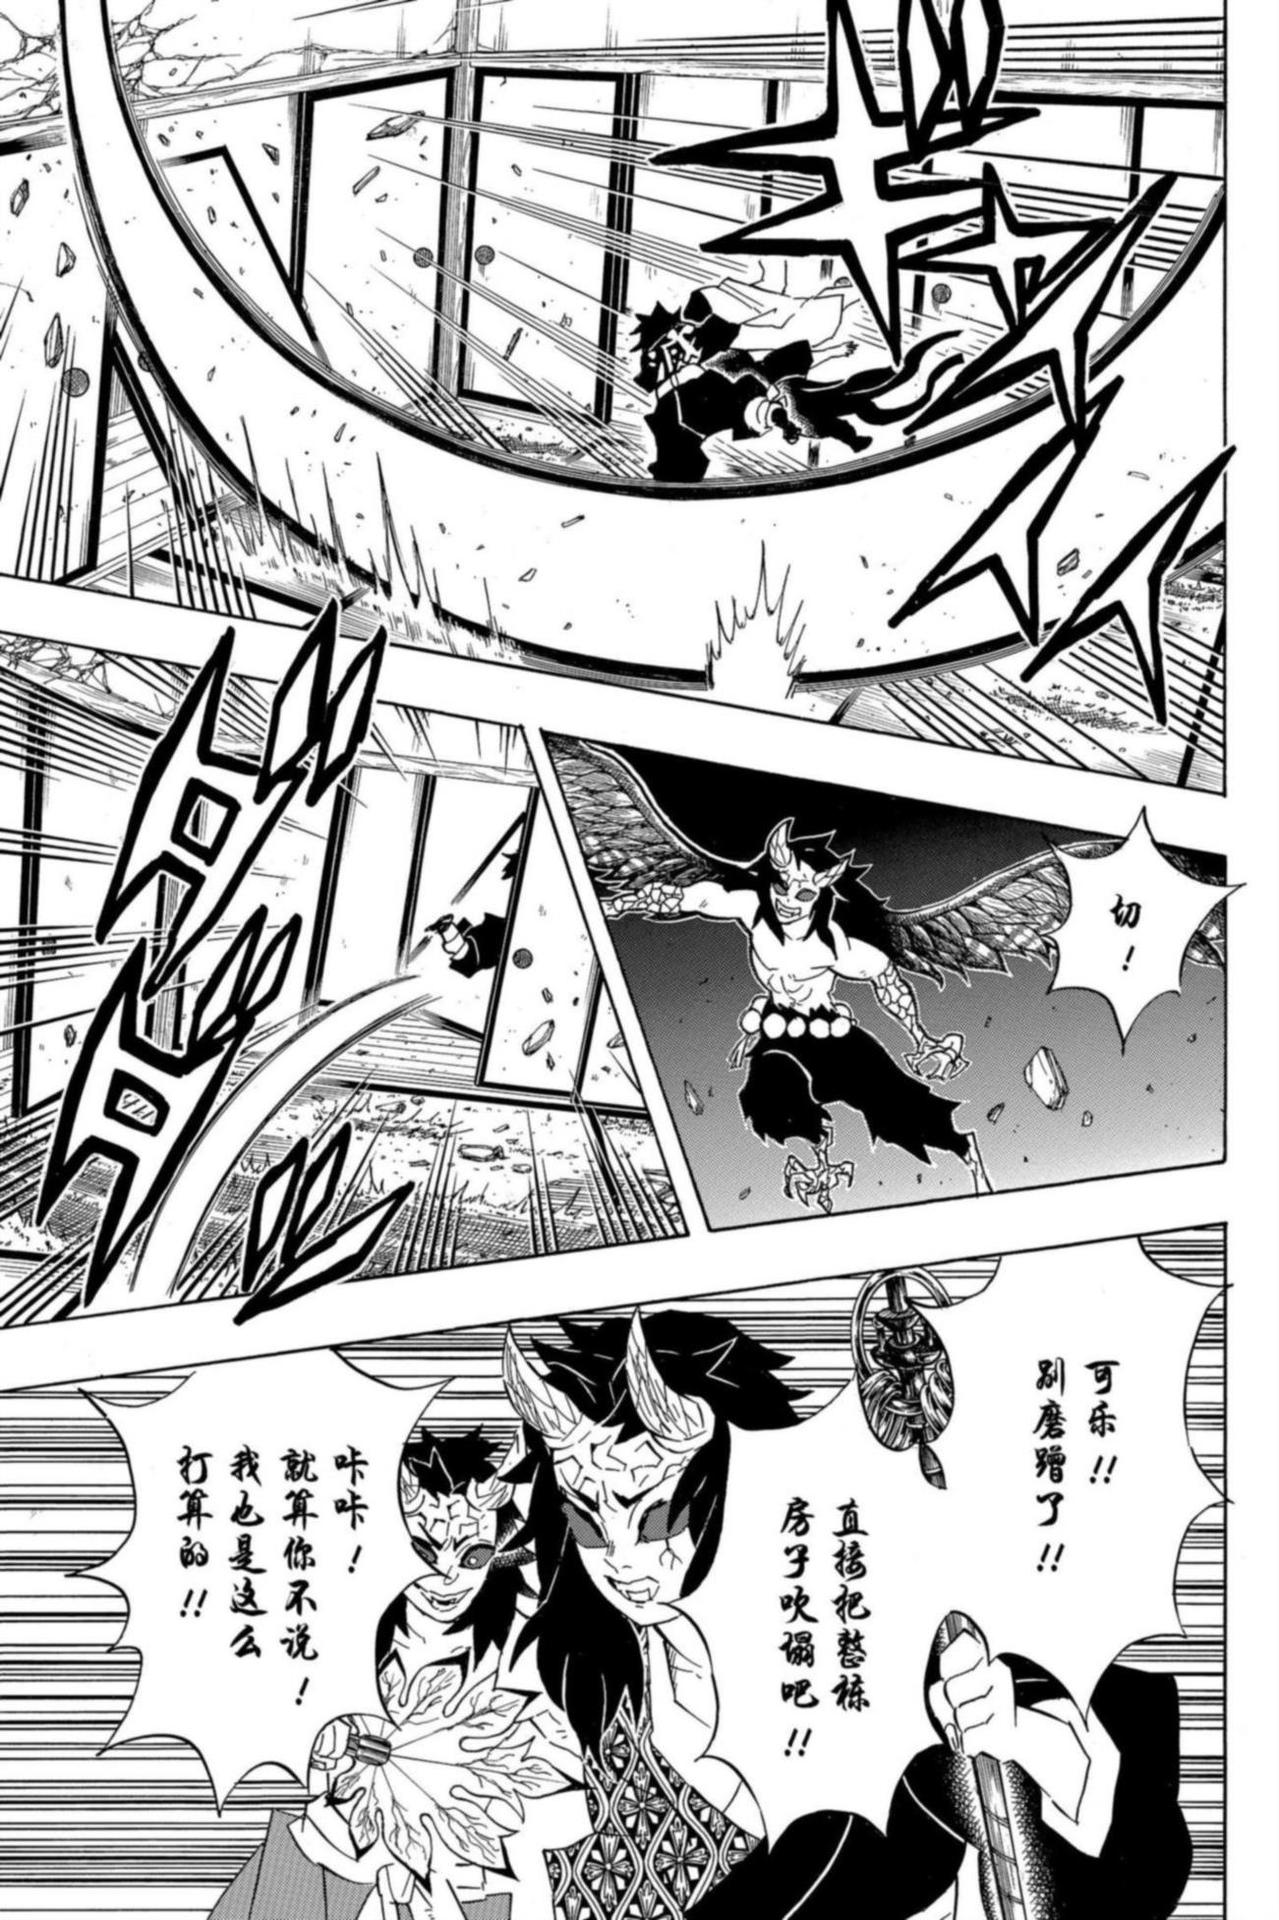 切！
可乐！！
别磨蹭了！！
直接把整栋
房子吹塌吧！！
咔咔！
就算你不说！
我也是这么
打算的！！